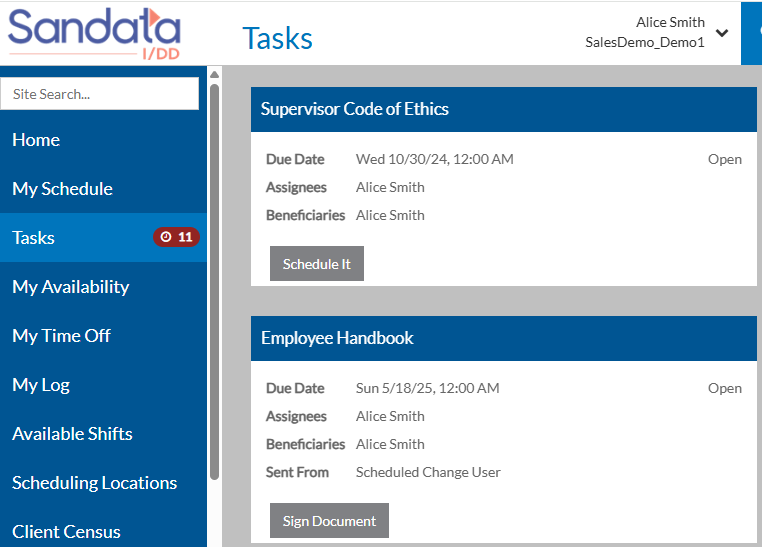 Sandata
I/DD
Tasks
Alice Smith
SalesDemo_Demo1
Site Search...
Home
My Schedule
Tasks 11
My Availability
My Time Off
My Log
Available Shifts
Scheduling Locations
Client Census
Supervisor Code of Ethics
Due Date Wed 10/30/24, 12:00 AM Open
Assignees Alice Smith
Beneficiaries Alice Smith
Schedule It
Employee Handbook
Due Date Sun 5/18/25, 12:00 AM Open
Assignees Alice Smith
Beneficiaries Alice Smith
Sent From Scheduled Change User
Sign Document